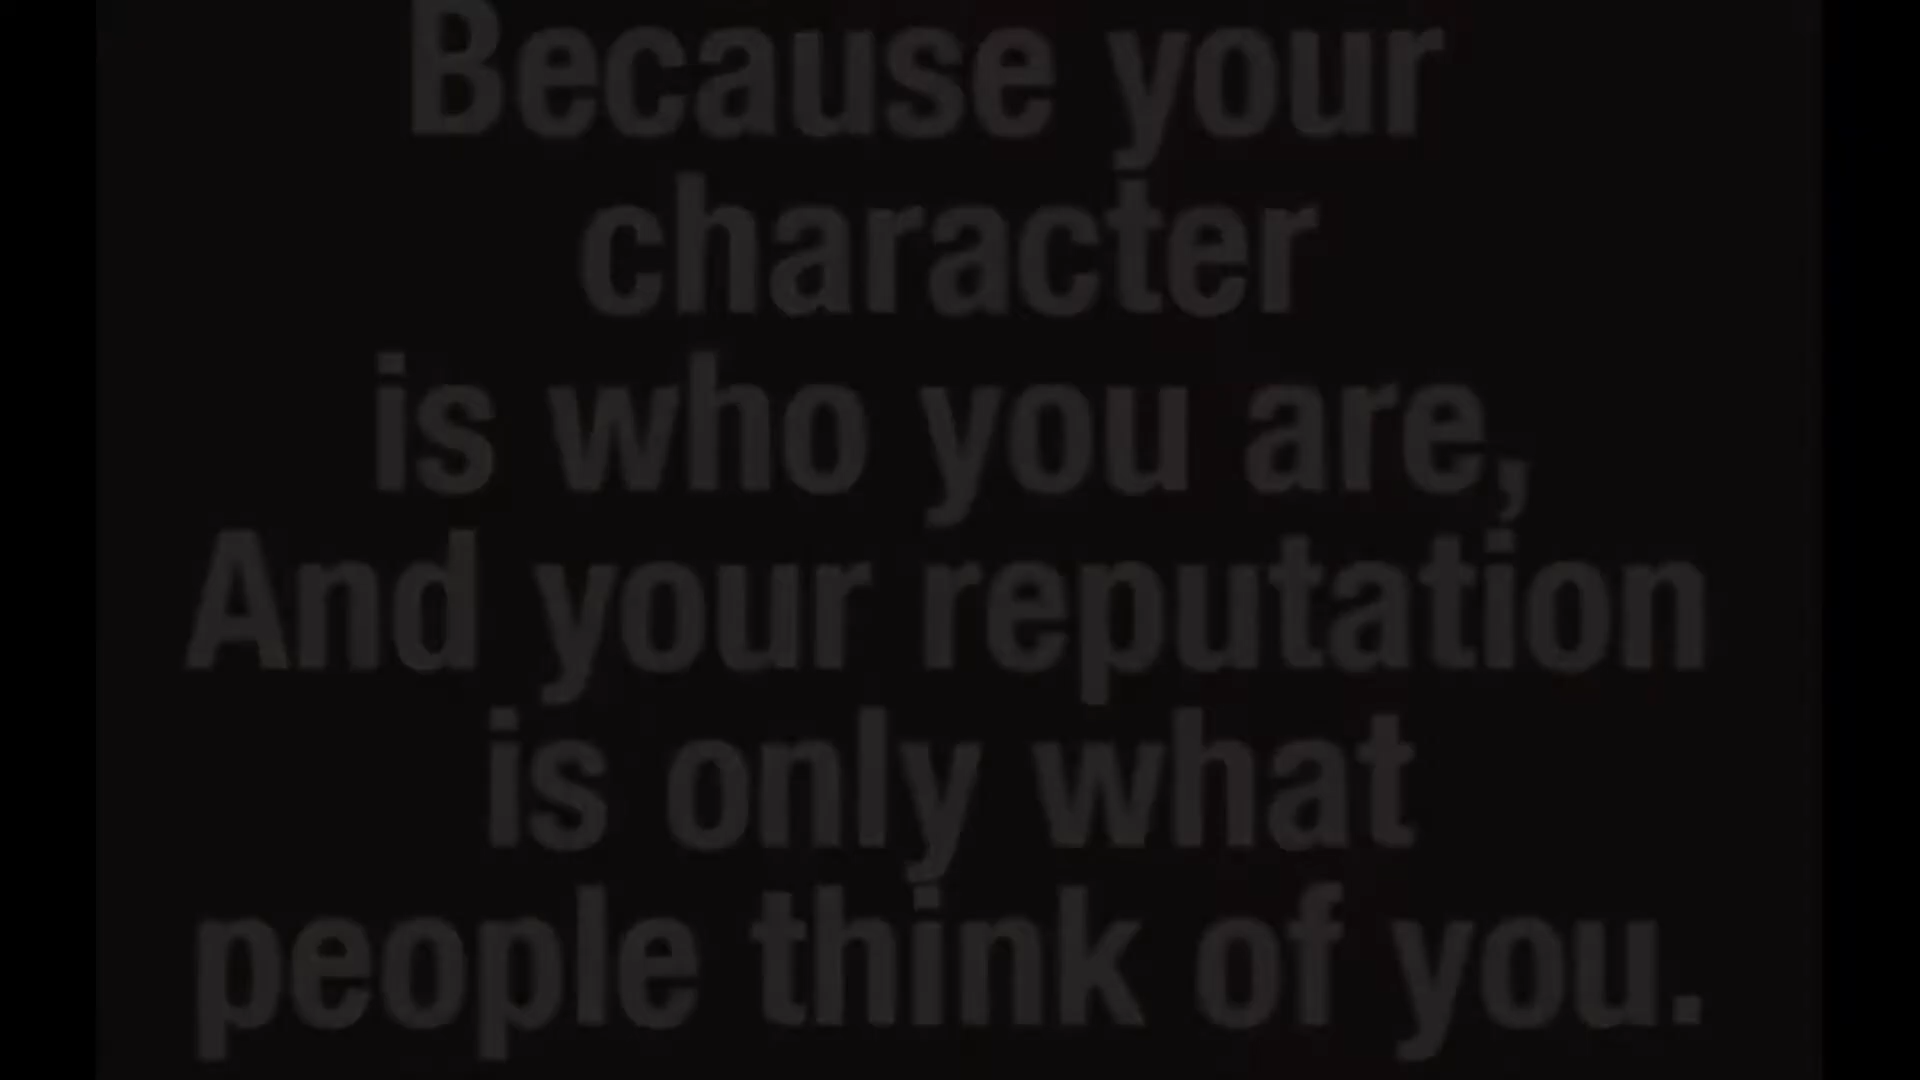 Because your
character
is who you are,
And your reputation
is only what
people think of you.